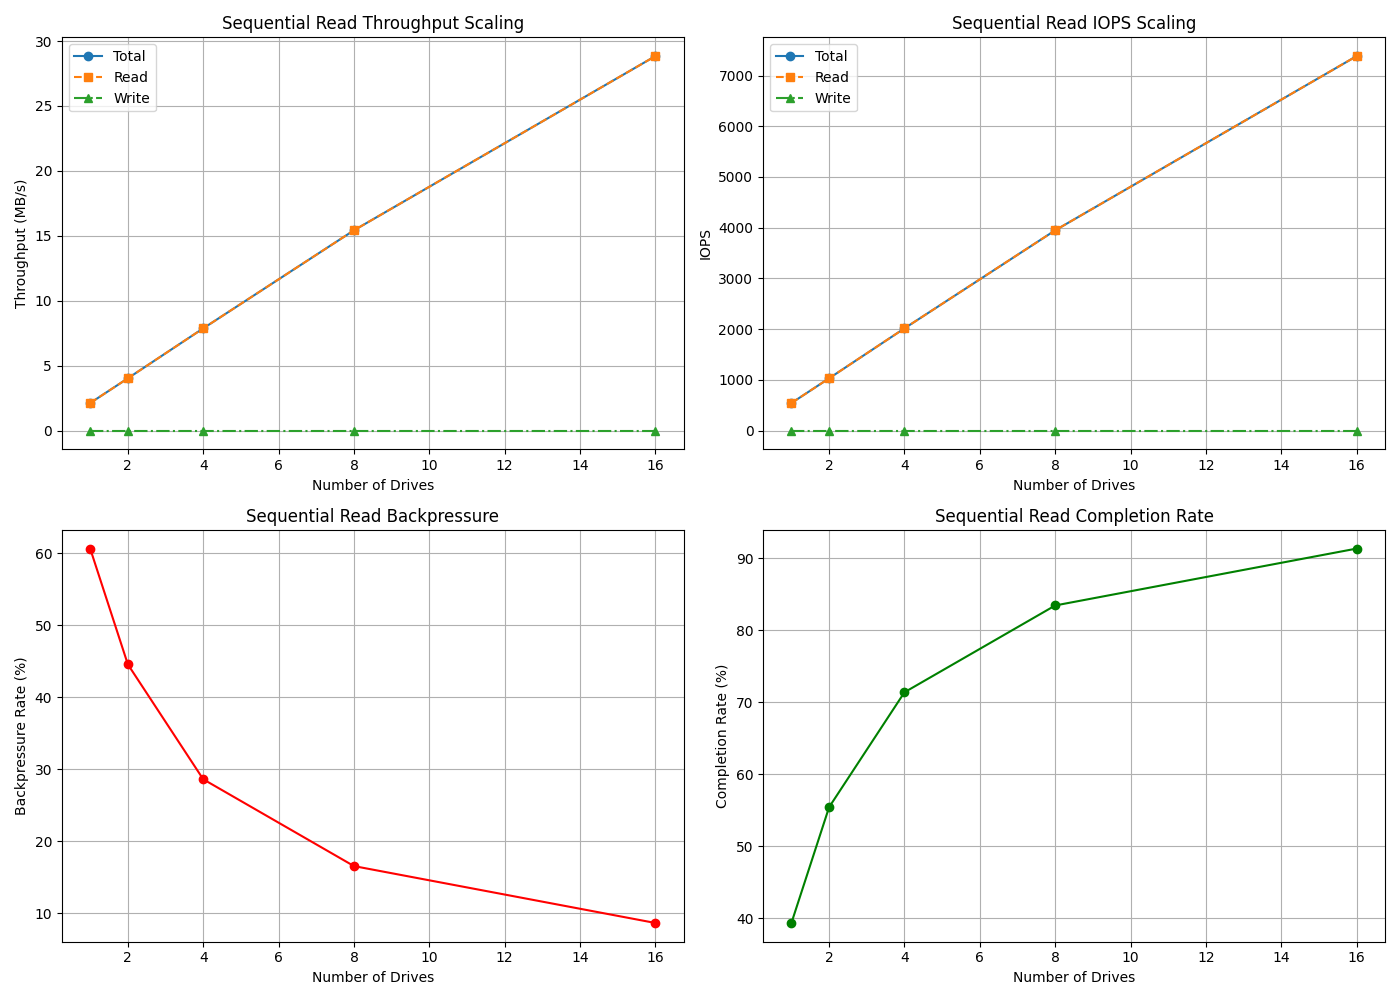 Sequential Read Throughput Scaling
Throughput (MB/s)
30
25
20
15
10
5
0
Total
Read
Write
2 4 6 8 10 12 14 16
Number of Drives
Sequential Read IOPS Scaling
IOPS
7000
6000
5000
4000
3000
2000
1000
0
Total
Read
Write
2 4 6 8 10 12 14 16
Number of Drives
Sequential Read Backpressure
Backpressure Rate (%)
60
50
40
30
20
10
2 4 6 8 10 12 14 16
Number of Drives
Sequential Read Completion Rate
Completion Rate (%)
90
80
70
60
50
40
2 4 6 8 10 12 14 16
Number of Drives